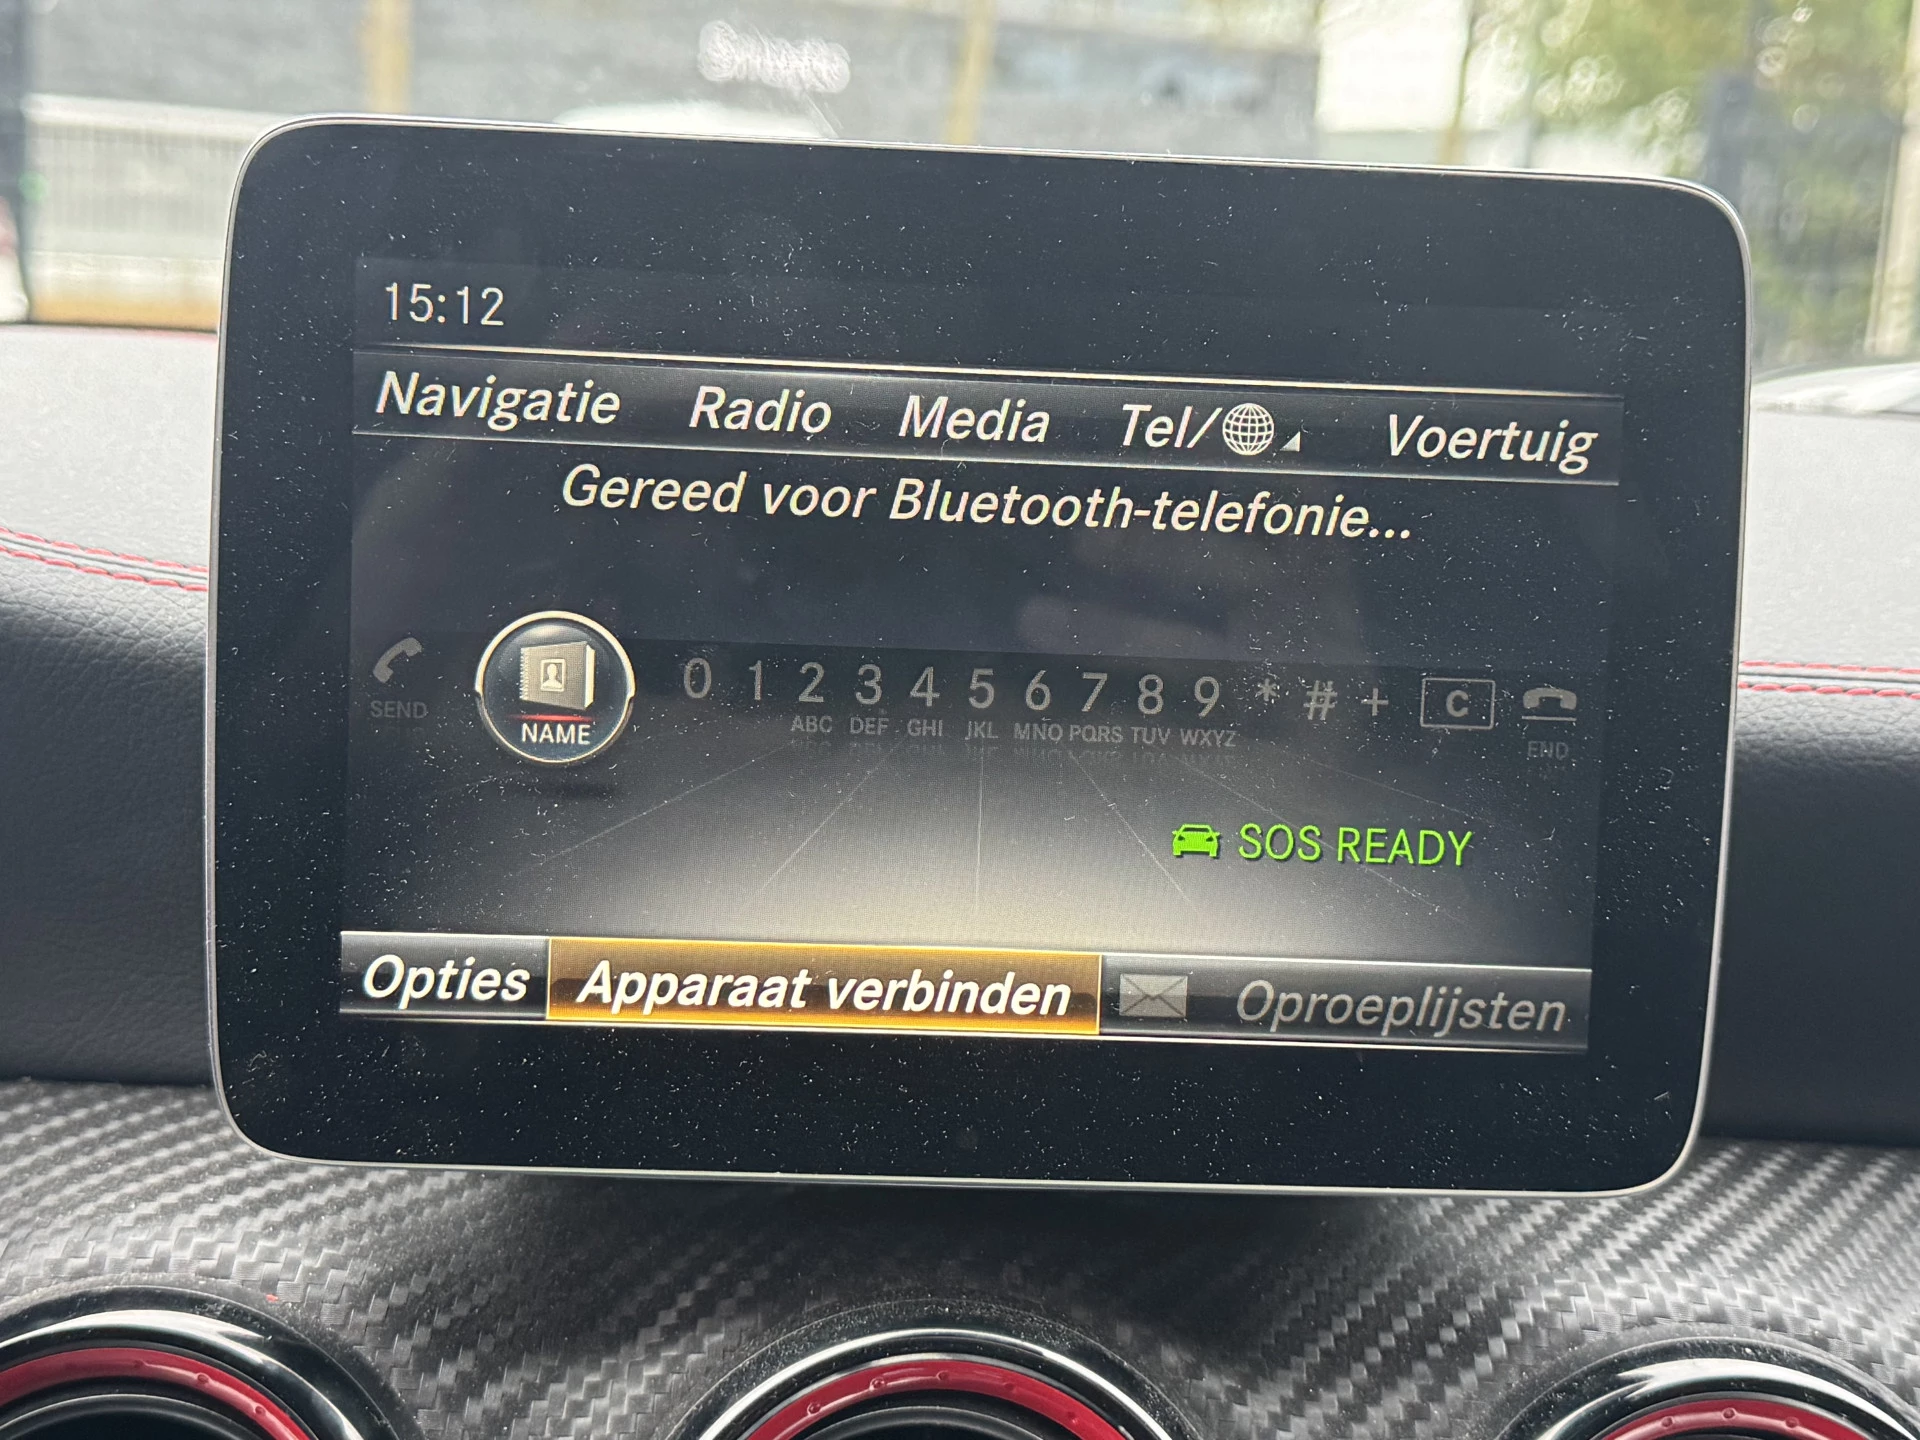 15:12
Navigatie Radio Media Tel/ Voertuig
Gereed voor Bluetooth-telefonie...
SEND NAME 0 1 2 3 4 5 6 7 8 9 * # + C END
ABC DEF GHI JKL MNO PQRS TUV WXYZ
SOS READY
Opties Apparaat verbinden Oproeplijsten